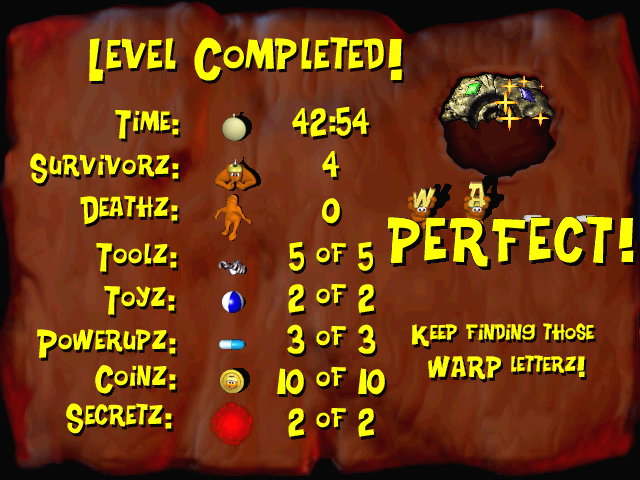 Level Completed!
Time: 42:54
Survivorz: 4
Deathz: 0
W A
PERFECT!
Toolz: 5 of 5
Toyz: 2 of 2
Powerupz: 3 of 3
Keep finding those
WARP letterz!
Coinz: 10 of 10
Secretz: 2 of 2